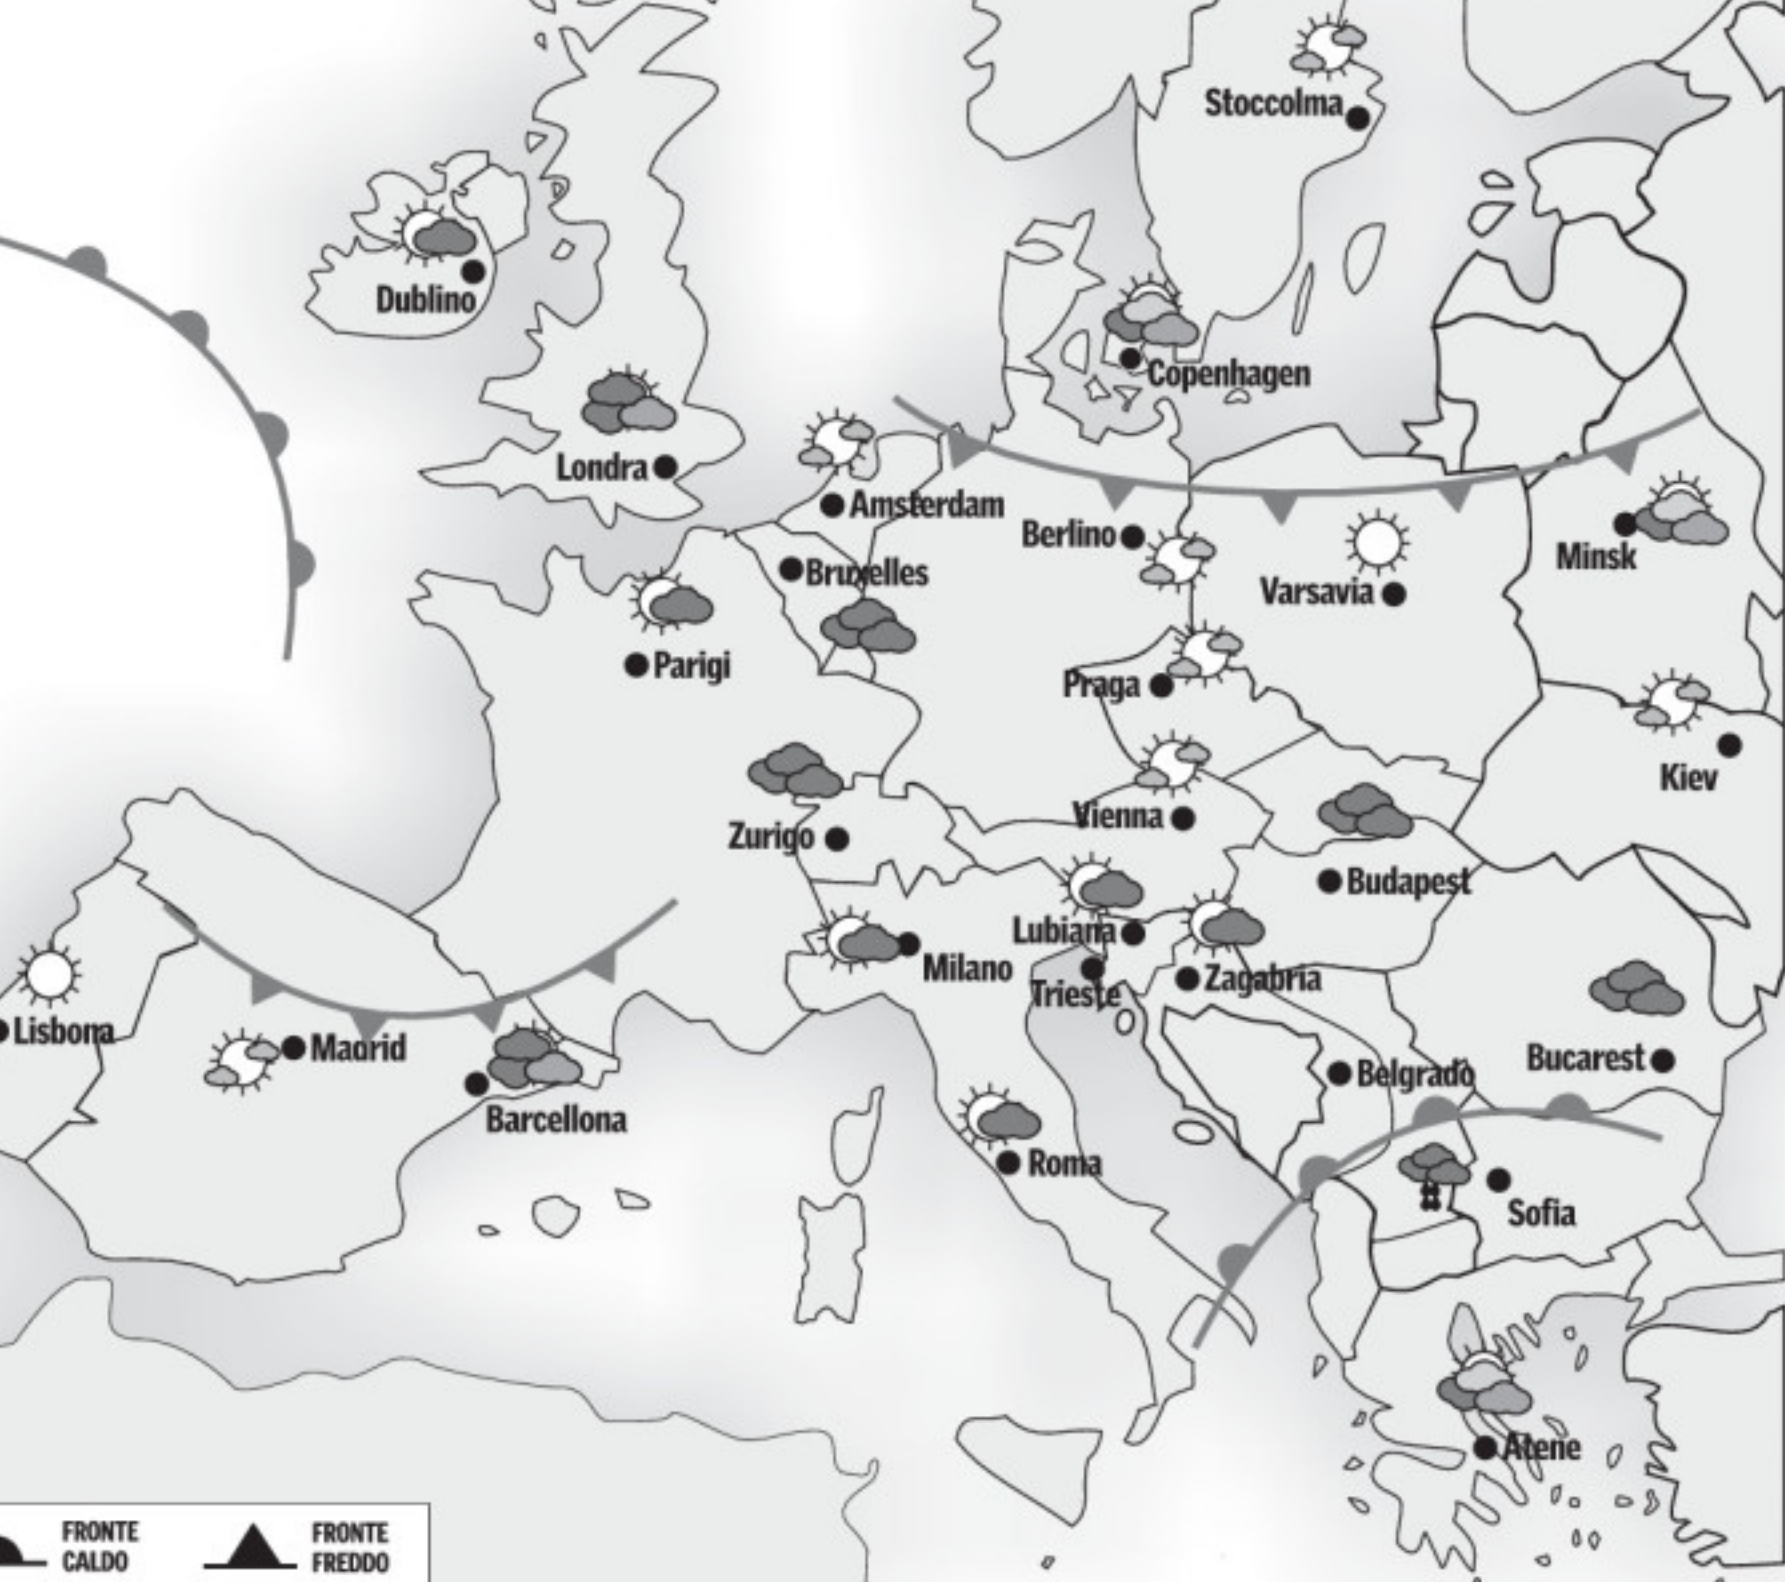 Stoccolma
Dublino
Copenhagen
Londra
Amsterdam
Berlino
Minsk
Bruxelles
Varsavia
Parigi
Praga
Kiev
Vienna
Zurigo
Budapest
Lubiana
Milano
Zagabria
Trieste
Lisbona
Madrid
Bucarest
Belgrado
Barcellona
Roma
Sofia
Atene
FRONTE
CALDO
FRONTE
FREDDO